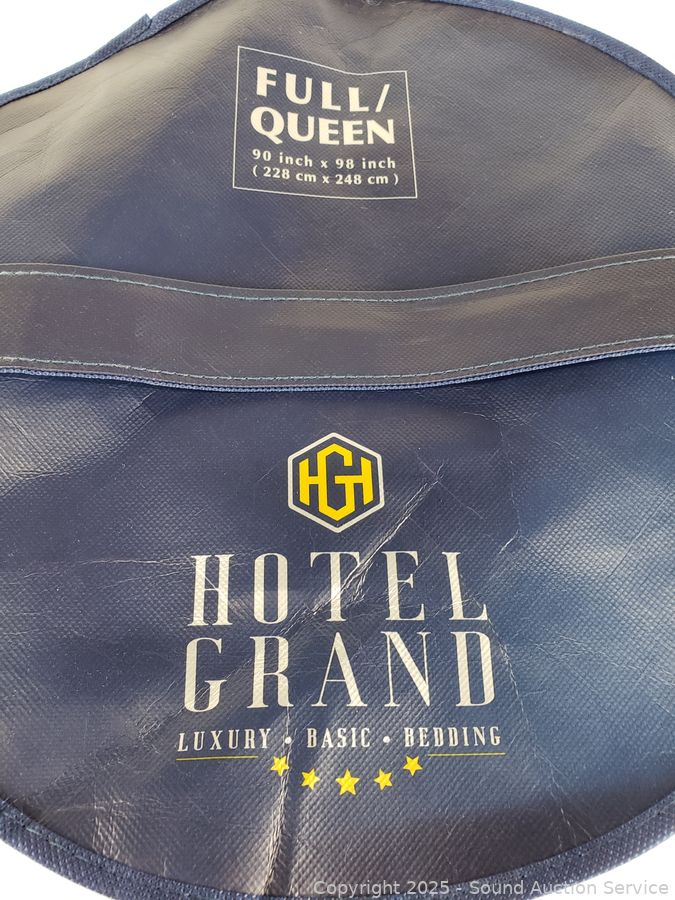 FULL/
QUEEN
90 inch x 98 inch
( 228 cm x 248 cm )
HGH
HOTEL
GRAND
LUXURY • BASIC • BEDDING
Copyright 2025 - Sound Auction Service